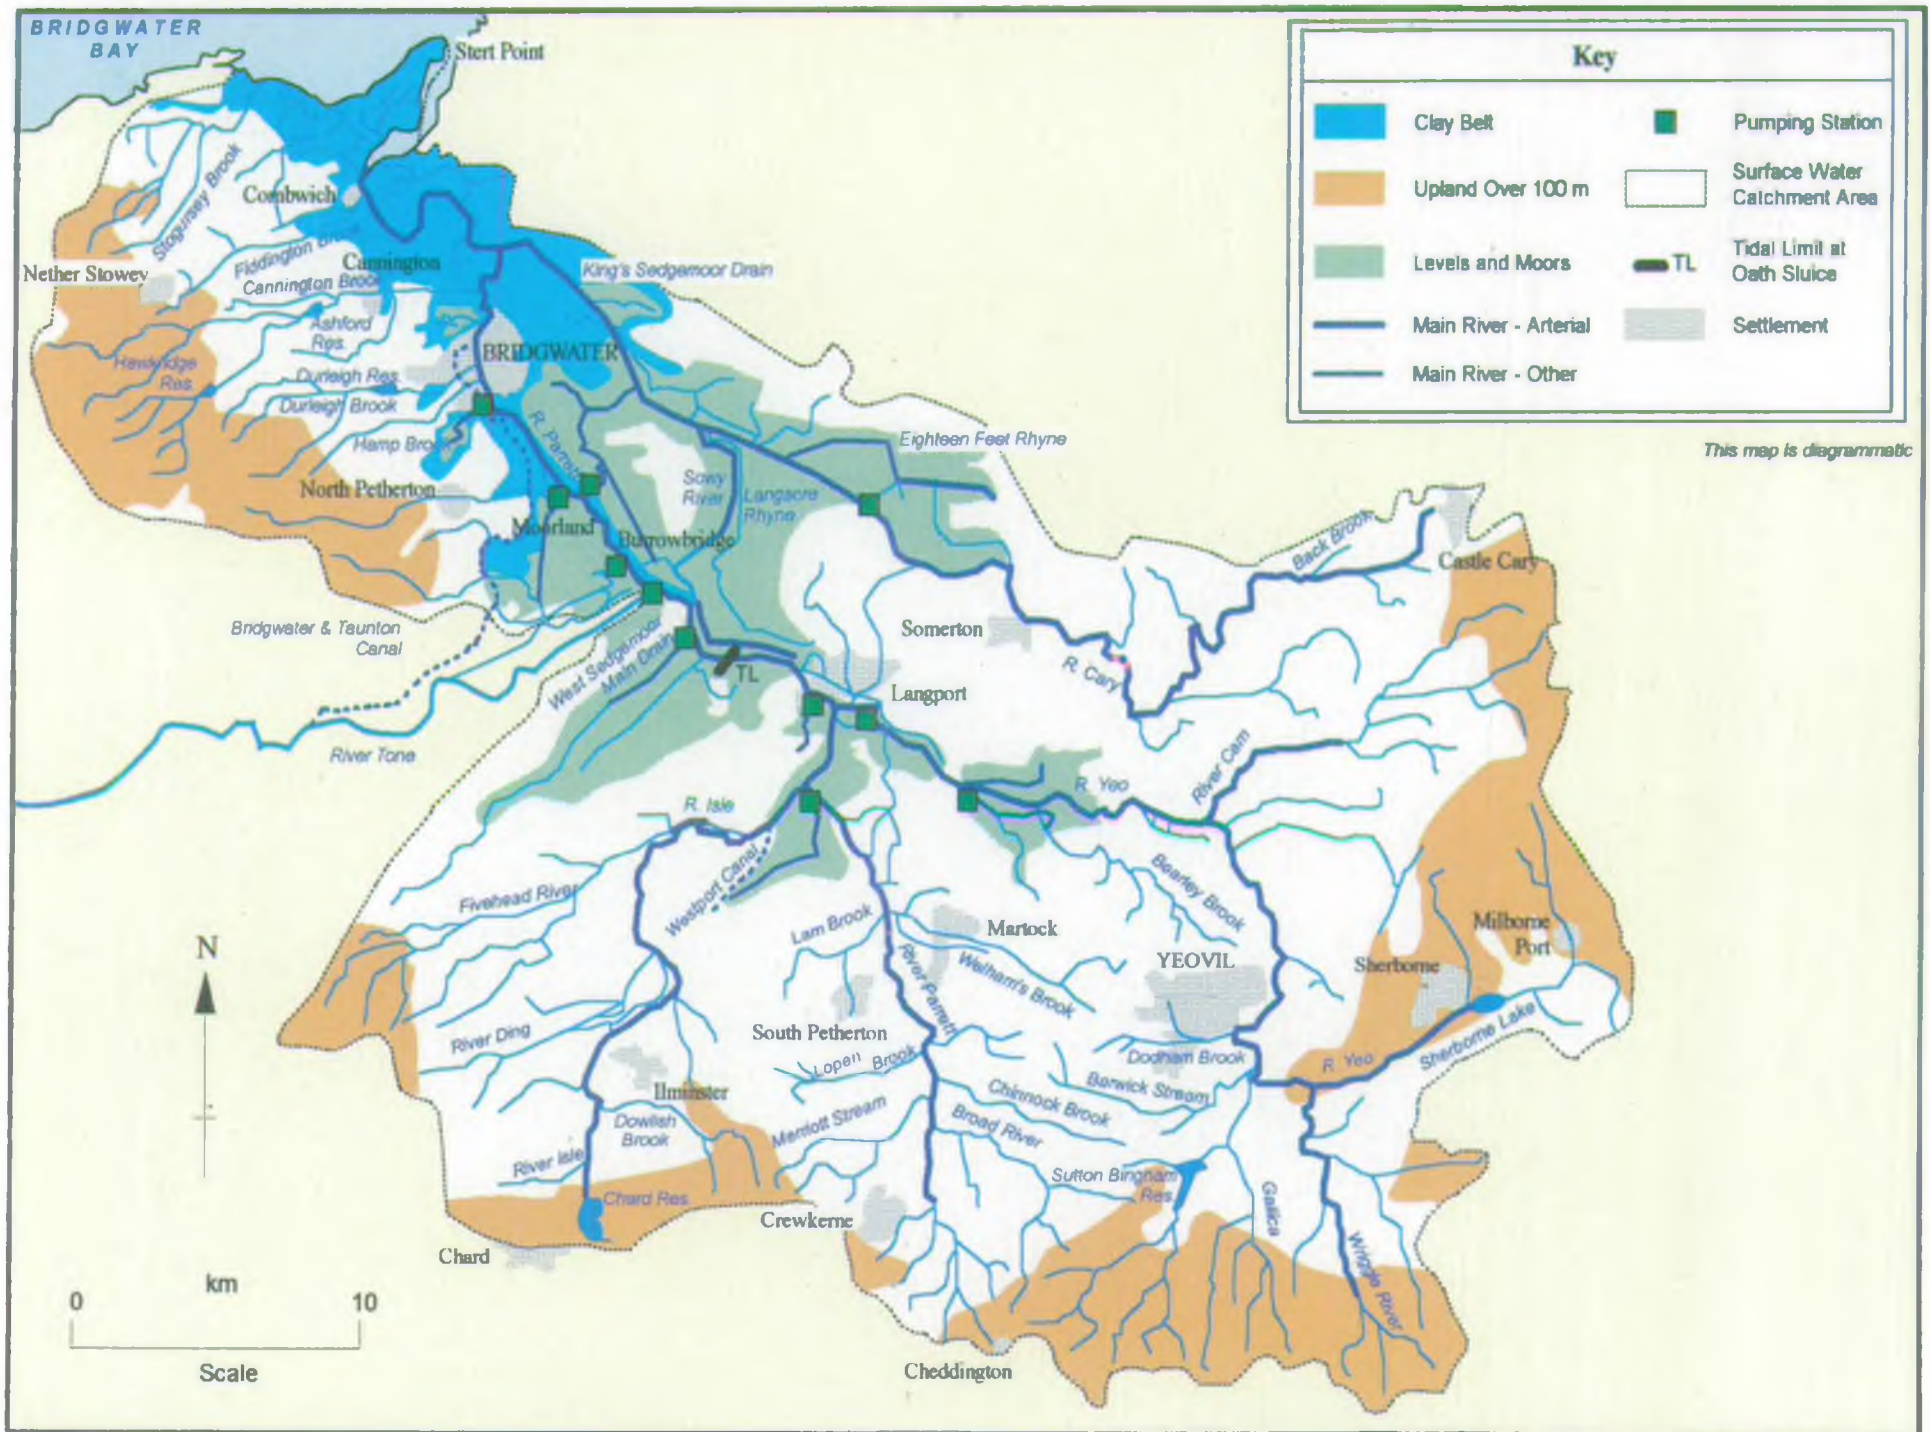 BRIDGWATER
BAY
Stert Point
Key
Clay Belt
Pumping Station
Upland Over 100 m
Surface Water
Catchment Area
Levels and Moors
TL
Tidal Limit at
Oath Sluice
Main River - Arterial
Settlement
Main River - Other
This map is diagrammatic
Combwich
Stogursey Brook
Fiddington Brook
Cannington
Nether Stowey
Cannington Brook
King's Sedgemoor Drain
Ashford
Res.
BRIDGWATER
Hawkridge
Res.
Durleigh Res.
Durleigh Brook
R. Parrett
Hamp Brook
Eighteen Feet Rhyne
North Petherton
Sowy
River
Langacre
Rhyne
Moorland
Burrowbridge
Back Brook
Castle Cary
Bridgwater & Taunton
Canal
West Sedgemoor
Main Drain
Somerton
TL
R. Cary
Langport
River Tone
River Cam
R. Yeo
R. Isle
Westport Canal
Bearley Brook
Fivehead River
Lam Brook
Martock
Milborne
Port
N
YEOVIL
Sherborne
River Parrett
Welham's Brook
South Petherton
River Ding
Lopen Brook
Dodham Brook
R. Yeo
Sherborne Lake
Ilminster
Chinnock Brook
Barwick Stream
Dowlish
Brook
Merriott Stream
Broad River
River Isle
Sutton Bingham
Res.
Chard Res.
Gallica
Crewkerne
Wriggle River
Chard
km
0
10
Scale
Cheddington